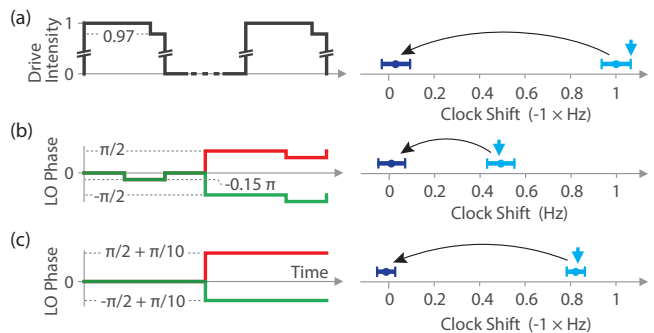 (a)
Drive
Intensity
1
0.97
0
0 0.2 0.4 0.6 0.8 1
Clock Shift (-1 × Hz)
(b)
LO Phase
π/2
0
-π/2
-0.15 π
0 0.2 0.4 0.6 0.8 1
Clock Shift (Hz)
(c)
LO Phase
π/2 + π/10
0
-π/2 + π/10
Time
0 0.2 0.4 0.6 0.8 1
Clock Shift (-1 × Hz)